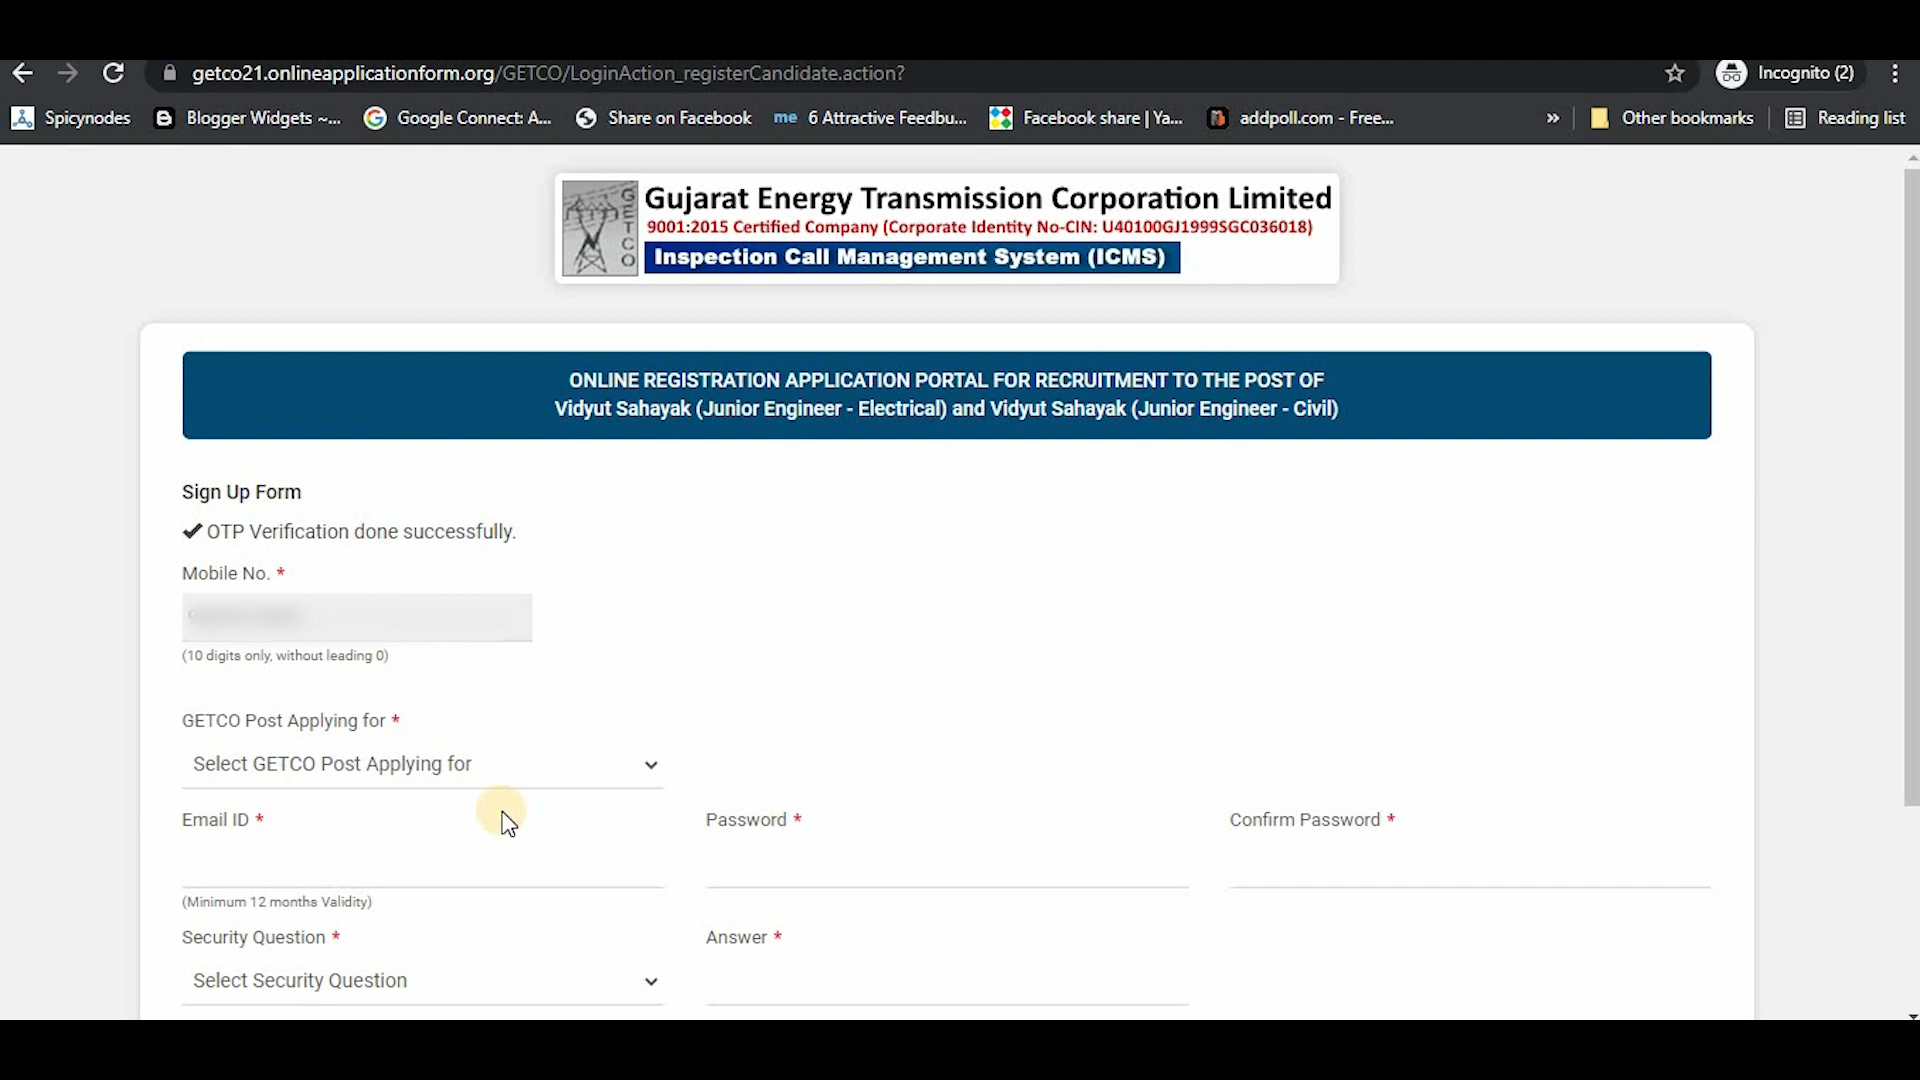 getco21.onlineapplicationform.org/GETCO/LoginAction_registerCandidate.action?
Incognito (2)
Spicynodes
Blogger Widgets ~...
Google Connect: A...
Share on Facebook
me 6 Attractive Feedbu...
Facebook share | Ya...
addpoll.com - Free...
»
Other bookmarks
Reading list
GETCO
Gujarat Energy Transmission Corporation Limited
9001:2015 Certified Company (Corporate Identity No-CIN: U40100GJ1999SGC036018)
Inspection Call Management System (ICMS)
ONLINE REGISTRATION APPLICATION PORTAL FOR RECRUITMENT TO THE POST OF
Vidyut Sahayak (Junior Engineer - Electrical) and Vidyut Sahayak (Junior Engineer - Civil)
Sign Up Form
✔ OTP Verification done successfully.
Mobile No. *
(10 digits only, without leading 0)
GETCO Post Applying for *
Select GETCO Post Applying for
Email ID *
Password *
Confirm Password *
(Minimum 12 months Validity)
Security Question *
Answer *
Select Security Question